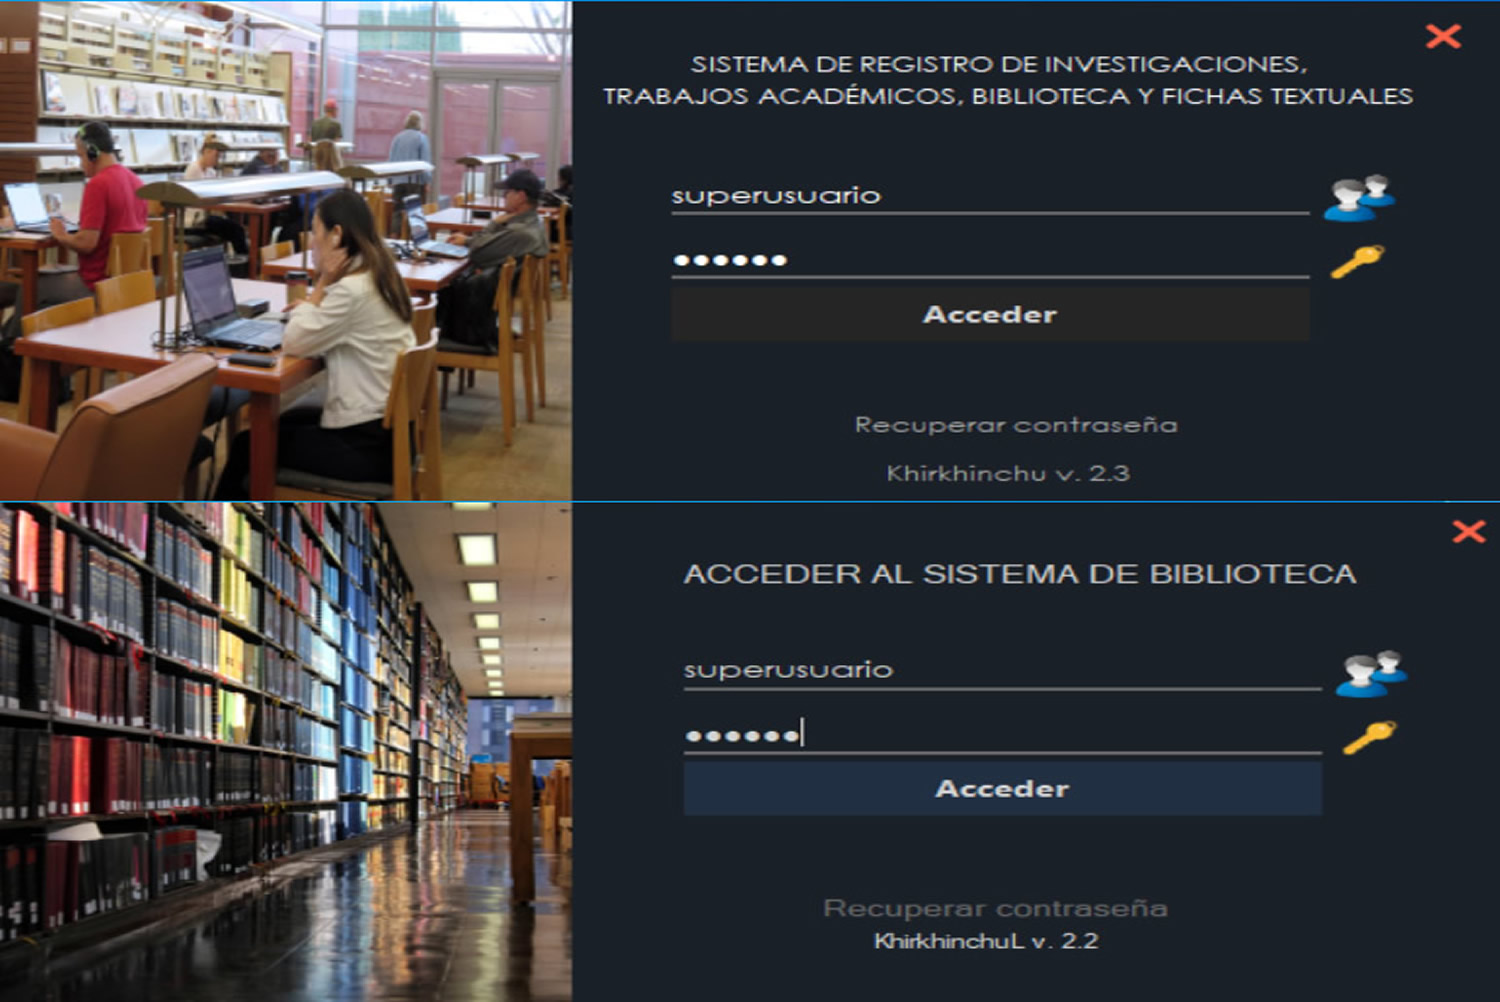 SISTEMA DE REGISTRO DE INVESTIGACIONES,
TRABAJOS ACADÉMICOS, BIBLIOTECA Y FICHAS TEXTUALES
superusuario
●●●●●●
Acceder
Recuperar contraseña
Khirkhinchu v. 2.3
ACCEDER AL SISTEMA DE BIBLIOTECA
superusuario
●●●●●●
Acceder
Recuperar contraseña
KhirkhinchuL v. 2.2